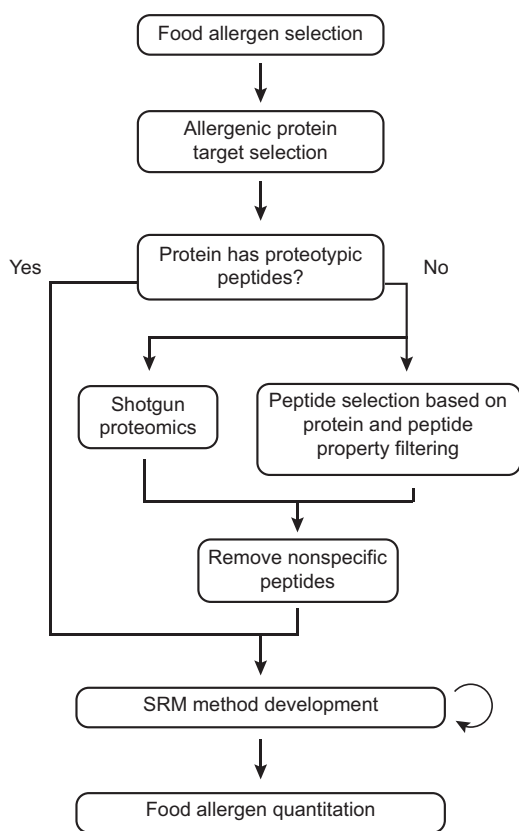 Food allergen selection
Allergenic protein
target selection
Protein has proteotypic
peptides?
Yes
No
Shotgun
proteomics
Peptide selection based on
protein and peptide
property filtering
Remove nonspecific
peptides
SRM method development
Food allergen quantitation